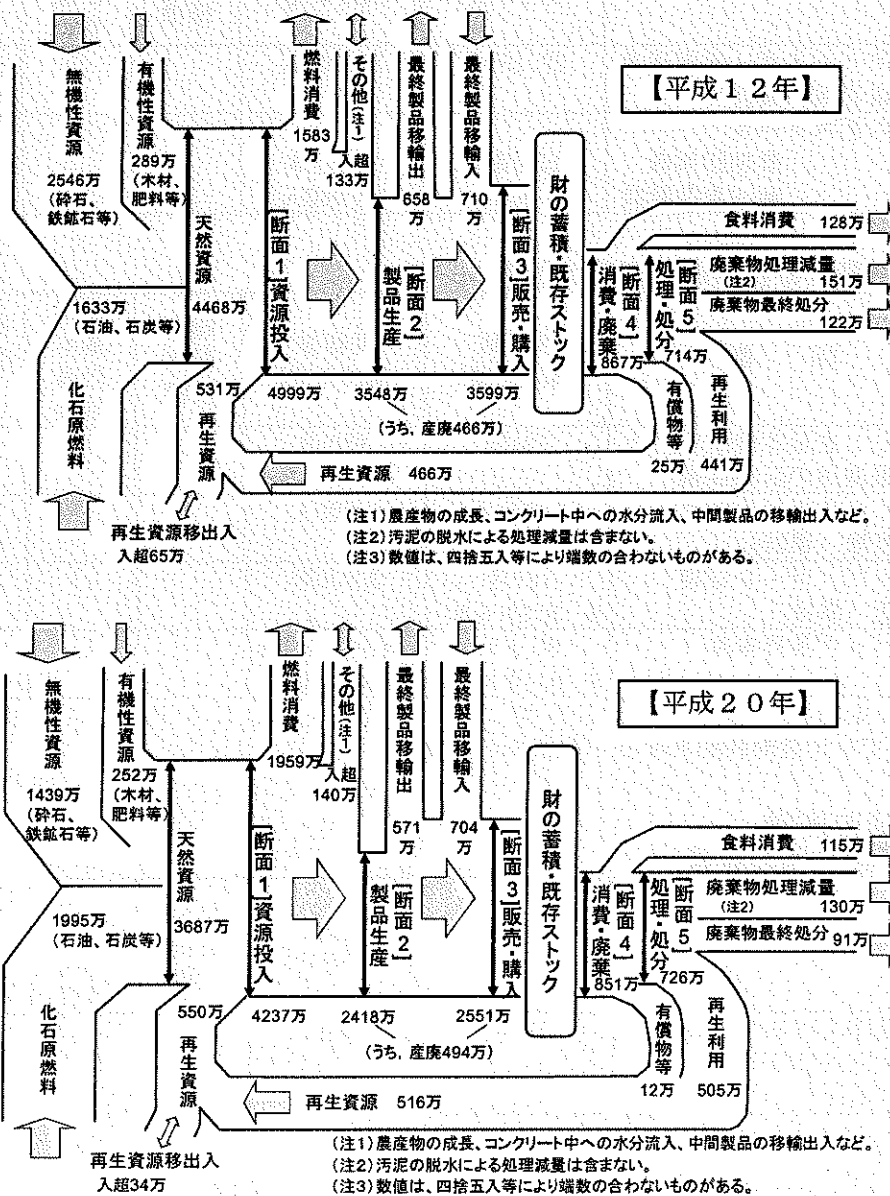 【平成12年】
無機性資源
2546万
(砕石、
鉄鉱石等)
有機性資源
289万
(木材、
肥料等)
1633万
(石油、石炭等)
化石原燃料
天然資源
4468万
531万
再生資源
再生資源移出入
入超65万
[断面1]資源投入
4999万
燃料消費
1583
万
その他(注1)
入超
133万
[断面2]
製品生産
3548万
最終製品移輸出
658
万
最終製品移輸入
710
万
[断面3]販売・購入
3599万
(うち, 産廃466万)
財の蓄積・既存ストック
[断面4]
消費・廃棄
867万
[断面5]
処理・処分
714万
食料消費 128万
廃棄物処理減量
(注2) 151万
廃棄物最終処分
122万
有償物等
25万
再生利用
441万
再生資源 466万
(注1)農産物の成長、コンクリート中への水分流入、中間製品の移輸出入など。
(注2)汚泥の脱水による処理減量は含まない。
(注3)数値は、四捨五入等により端数の合わないものがある。
【平成20年】
無機性資源
1439万
(砕石、
鉄鉱石等)
有機性資源
252万
(木材、
肥料等)
1995万
(石油、石炭等)
化石原燃料
天然資源
3687万
550万
再生資源
再生資源移出入
入超34万
[断面1]資源投入
4237万
燃料消費
1959万
その他(注1)
入超
140万
[断面2]
製品生産
2418万
最終製品移輸出
571
万
最終製品移輸入
704
万
[断面3]販売・購入
2551万
(うち, 産廃494万)
財の蓄積・既存ストック
[断面4]
消費・廃棄
851万
[断面5]
処理・処分
726万
食料消費 115万
廃棄物処理減量
(注2) 130万
廃棄物最終処分 91万
有償物等
12万
再生利用
505万
再生資源 516万
(注1)農産物の成長、コンクリート中への水分流入、中間製品の移輸出入など。
(注2)汚泥の脱水による処理減量は含まない。
(注3)数値は、四捨五入等により端数の合わないものがある。